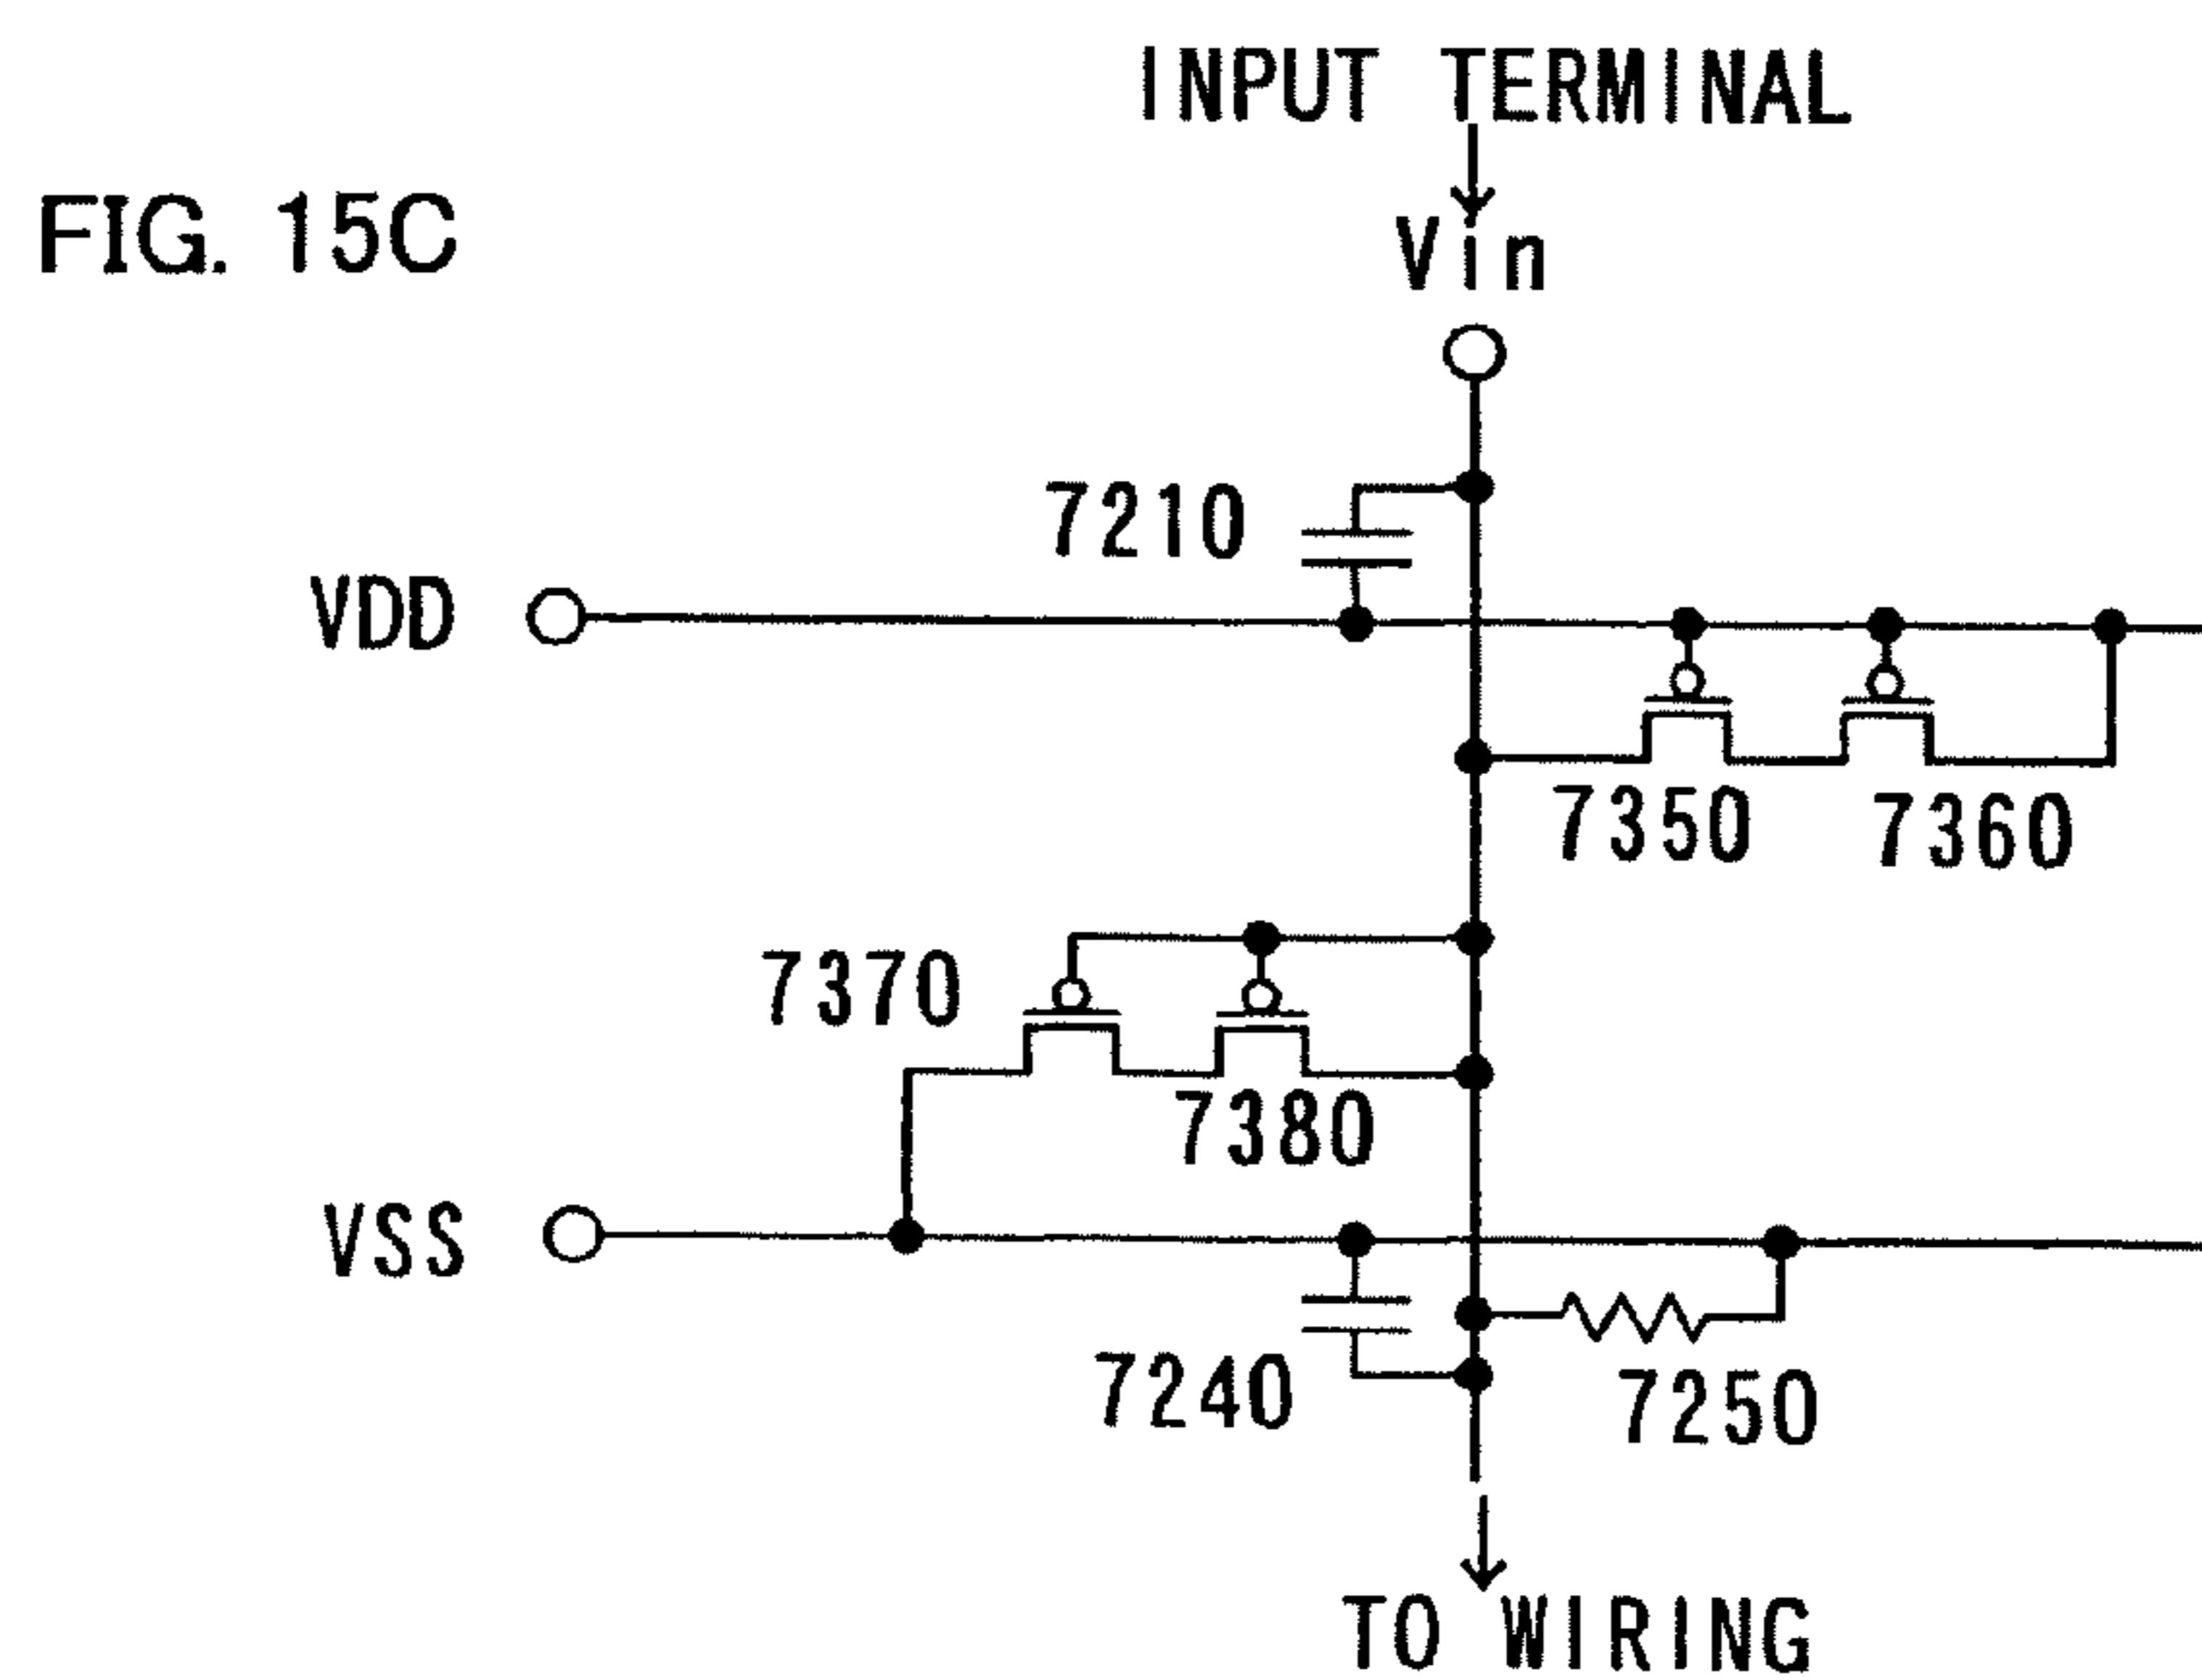 INPUT TERMINAL
FIG. 15C
Vin
7210
VDD
7350
7360
7370
7380
VSS
7240
7250
TO WIRING